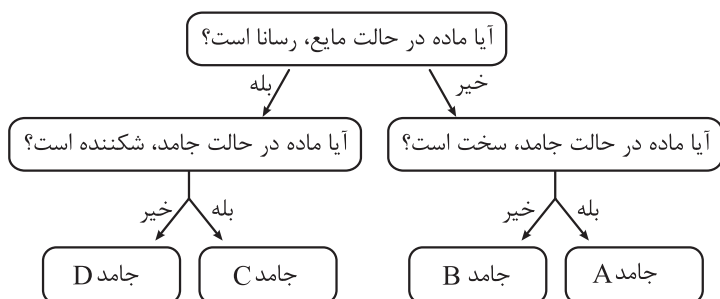 آیا ماده در حالت مایع، رسانا است؟
خیر
بله
آیا ماده در حالت جامد، سخت است؟
آیا ماده در حالت جامد، شکننده است؟
بله
خیر
بله
خیر
جامد A
جامد B
جامد C
جامد D